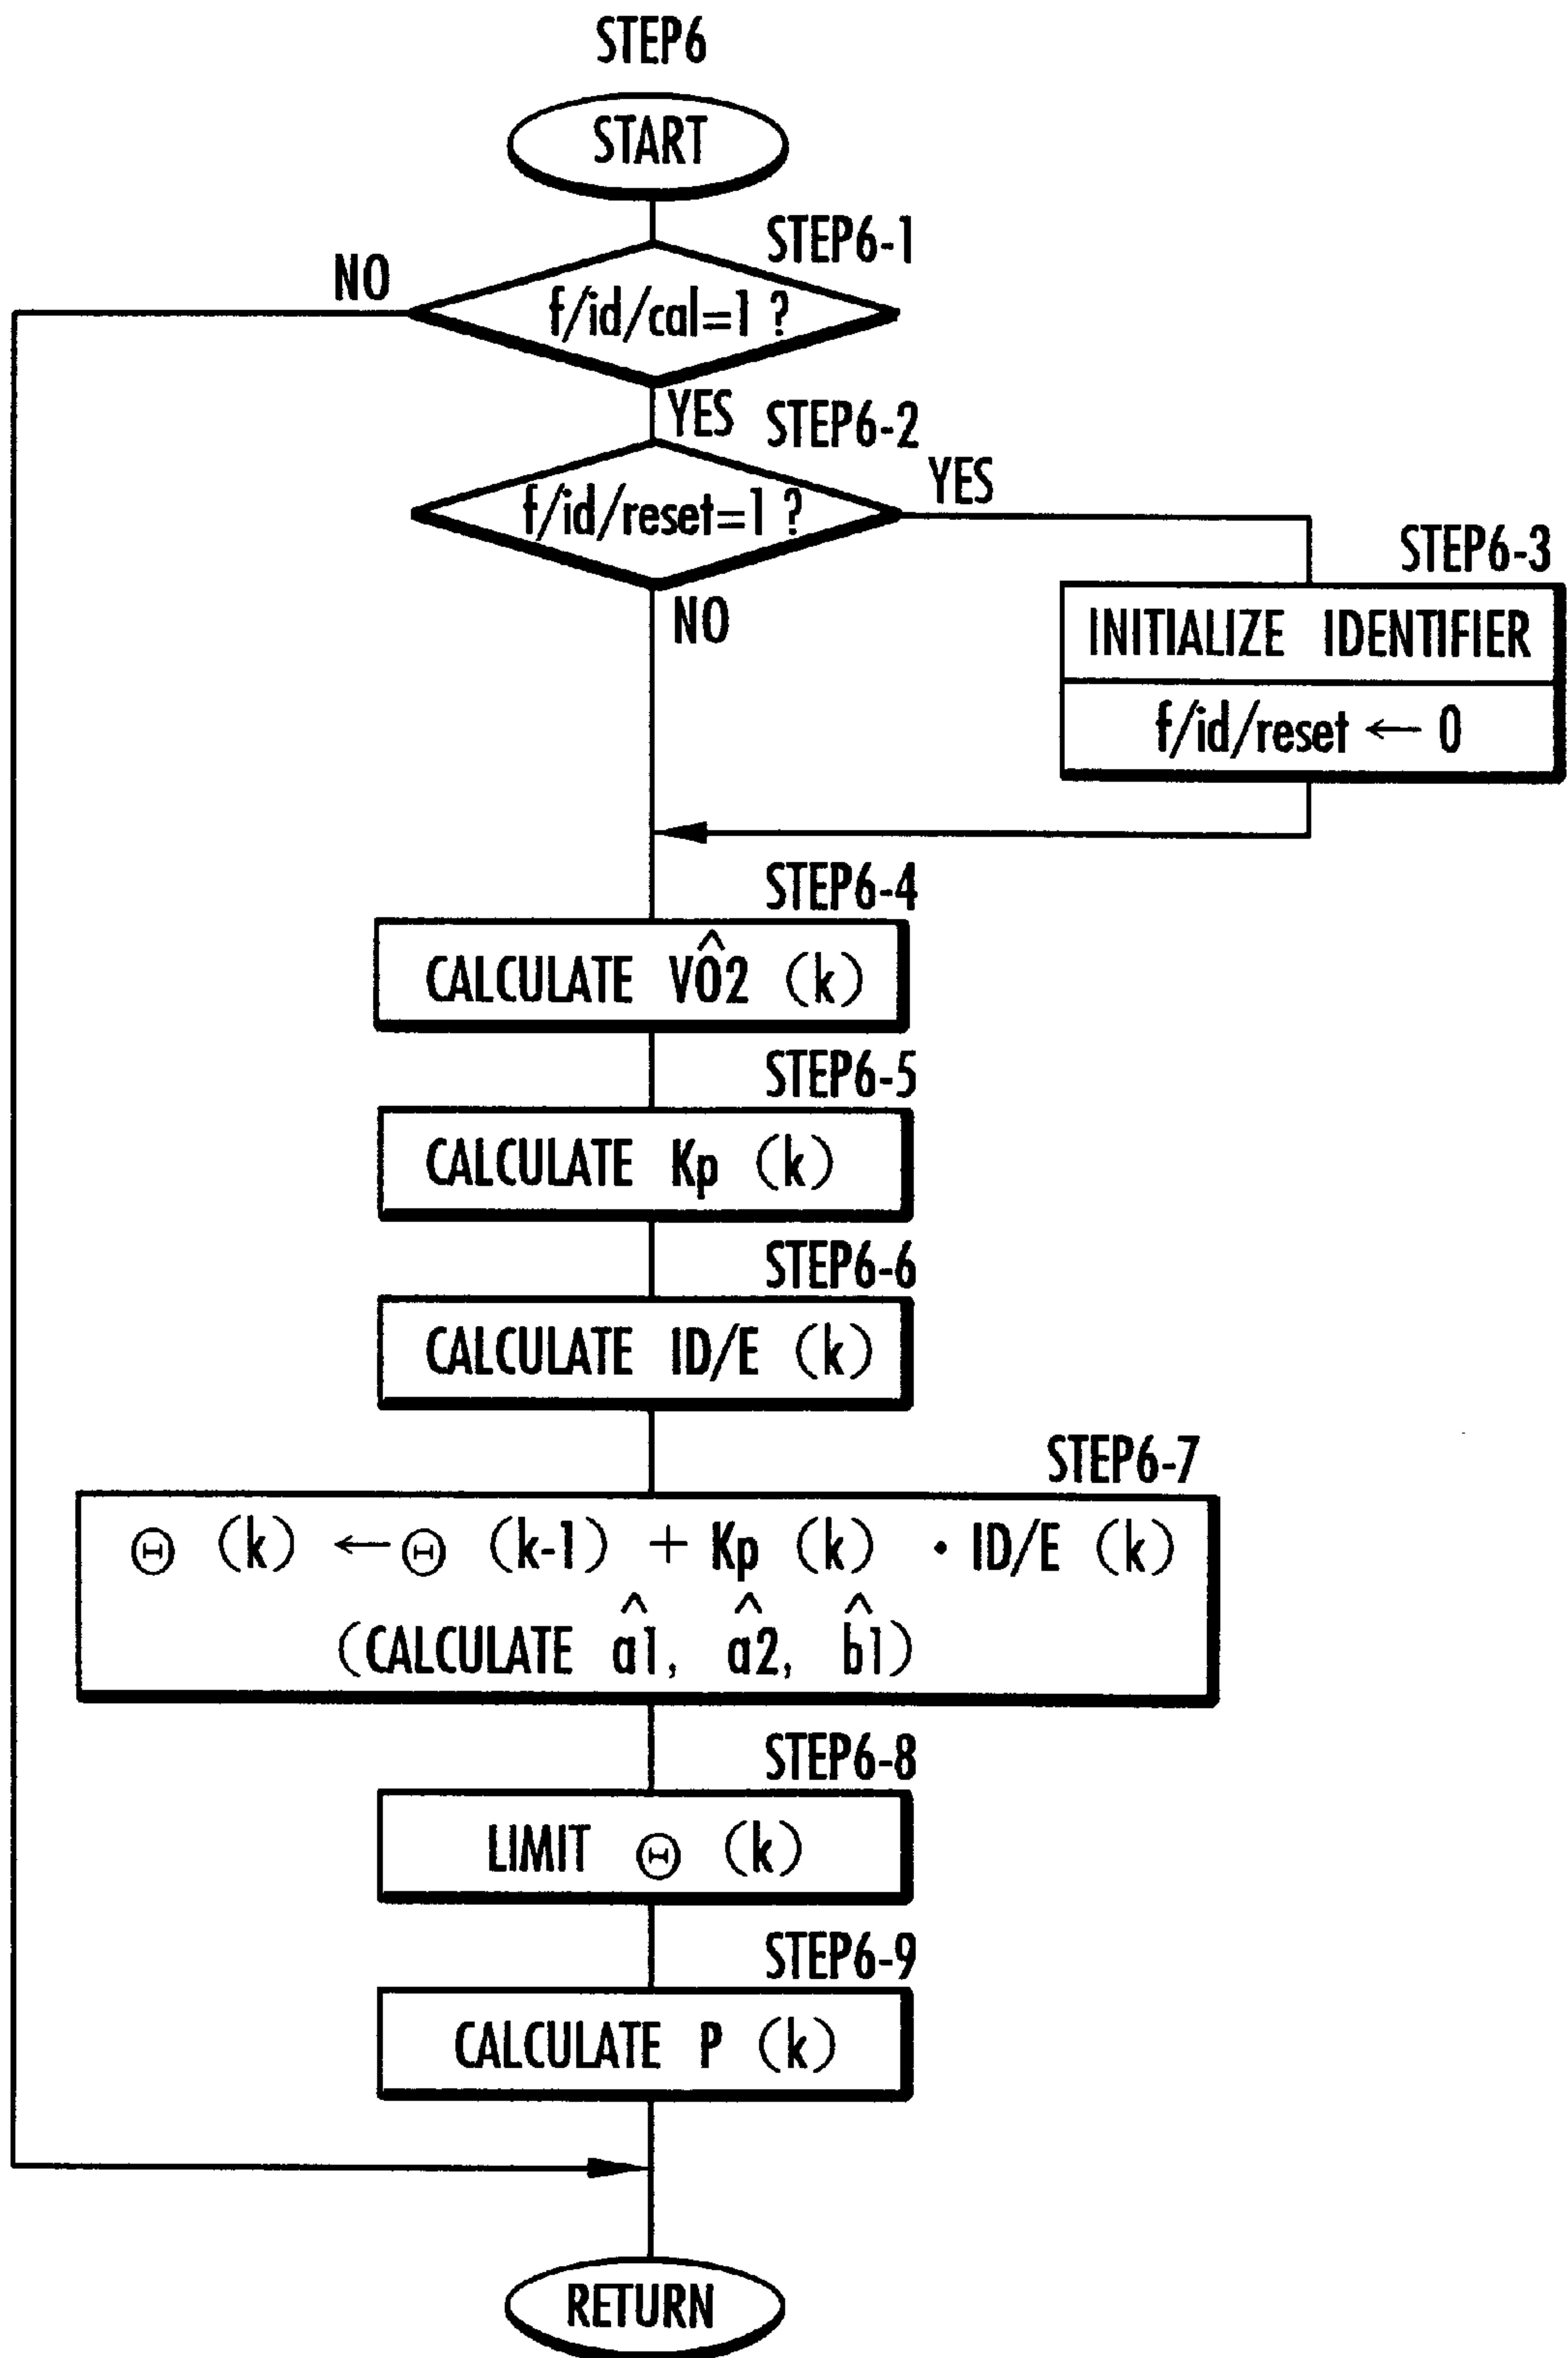 STEP6
START
STEP6-1
NO
f/id/cal=1 ?
YES
STEP6-2
f/id/reset=1 ?
YES
NO
STEP6-3
INITIALIZE IDENTIFIER
f/id/reset ← 0
STEP6-4
CALCULATE VÔ2 (k)
STEP6-5
CALCULATE Kp (k)
STEP6-6
CALCULATE ID/E (k)
STEP6-7
Θ (k) ← Θ (k-1) + Kp (k) · ID/E (k)
(CALCULATE â1, â2, b̂1)
STEP6-8
LIMIT Θ (k)
STEP6-9
CALCULATE P (k)
RETURN